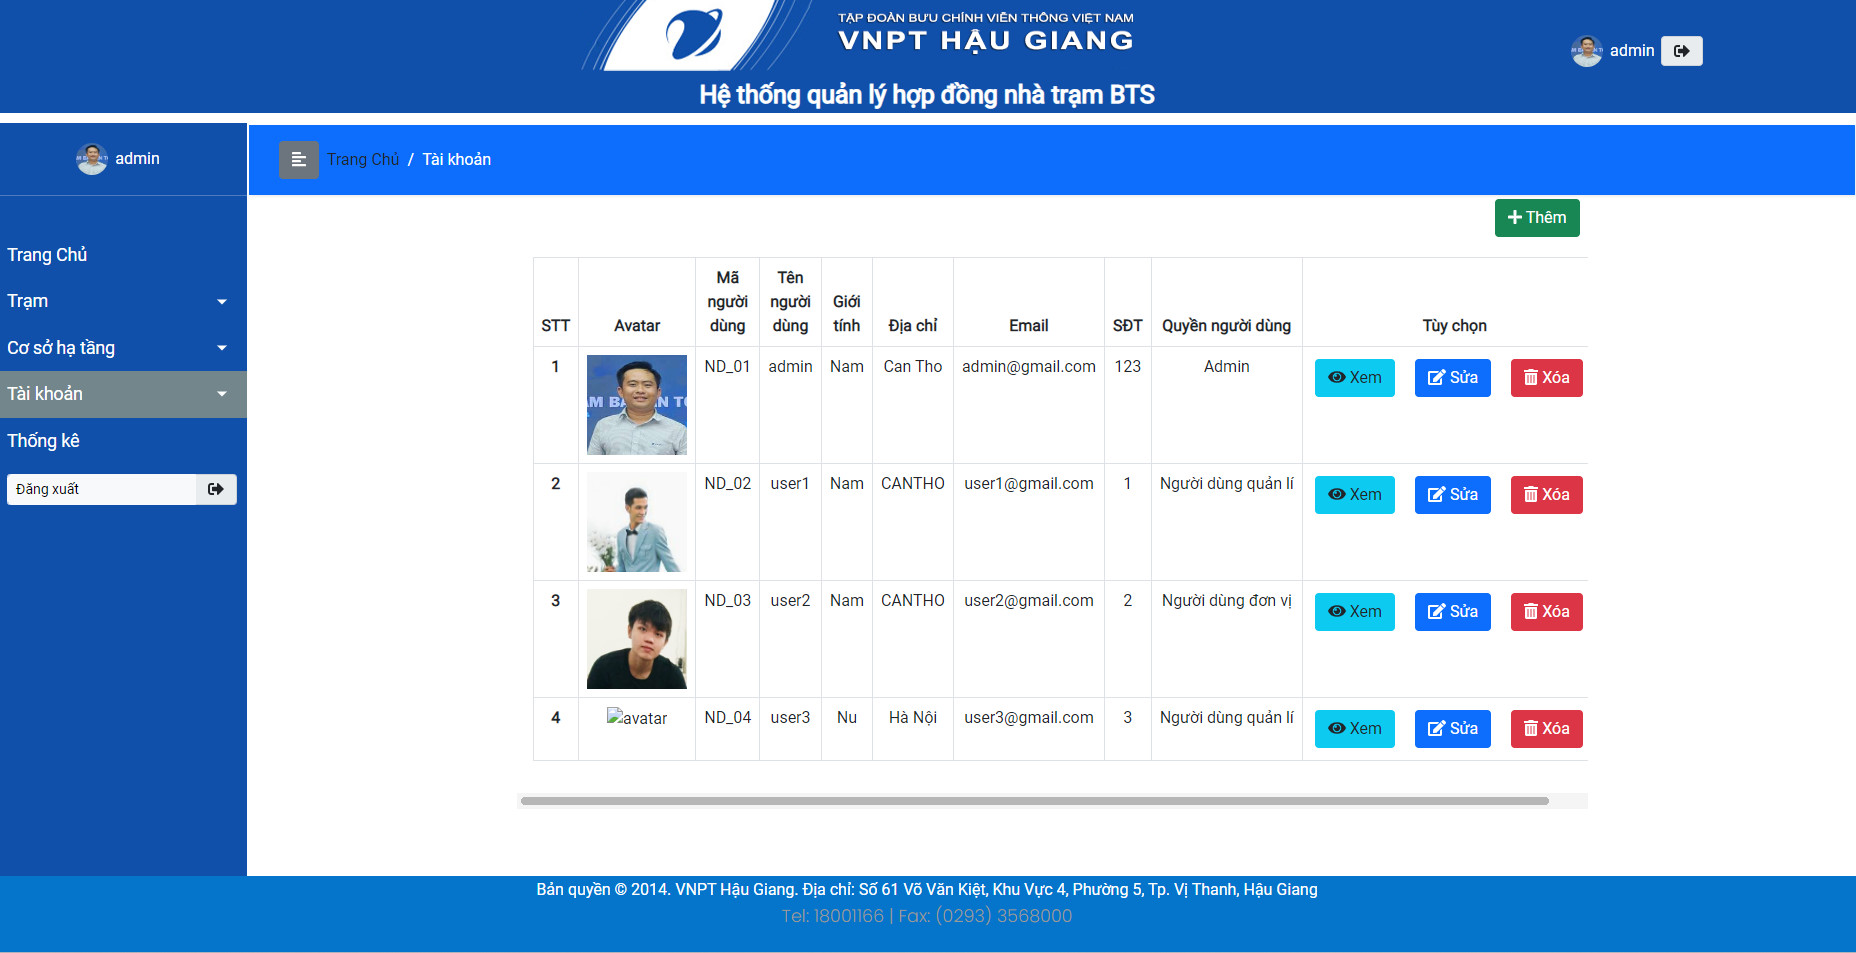 TẬP ĐOÀN BƯU CHÍNH VIỄN THÔNG VIỆT NAM
VNPT HẬU GIANG
Hệ thống quản lý hợp đồng nhà trạm BTS
admin
admin
Trang Chủ / Tài khoản
Trang Chủ
Trạm
Cơ sở hạ tầng
Tài khoản
Thống kê
Đăng xuất
Thêm
STT Avatar Mã người dùng Tên người dùng Giới tính Địa chỉ Email SĐT Quyền người dùng Tùy chọn
1 ND_01 admin Nam Can Tho admin@gmail.com 123 Admin Xem Sửa Xóa
2 ND_02 user1 Nam CANTHO user1@gmail.com 1 Người dùng quản lí Xem Sửa Xóa
3 ND_03 user2 Nam CANTHO user2@gmail.com 2 Người dùng đơn vị Xem Sửa Xóa
4 avatar ND_04 user3 Nu Hà Nội user3@gmail.com 3 Người dùng quản lí Xem Sửa Xóa
Bản quyền © 2014. VNPT Hậu Giang. Địa chỉ: Số 61 Võ Văn Kiệt, Khu Vực 4, Phường 5, Tp. Vị Thanh, Hậu Giang
Tel: 18001166 | Fax: (0293) 3568000